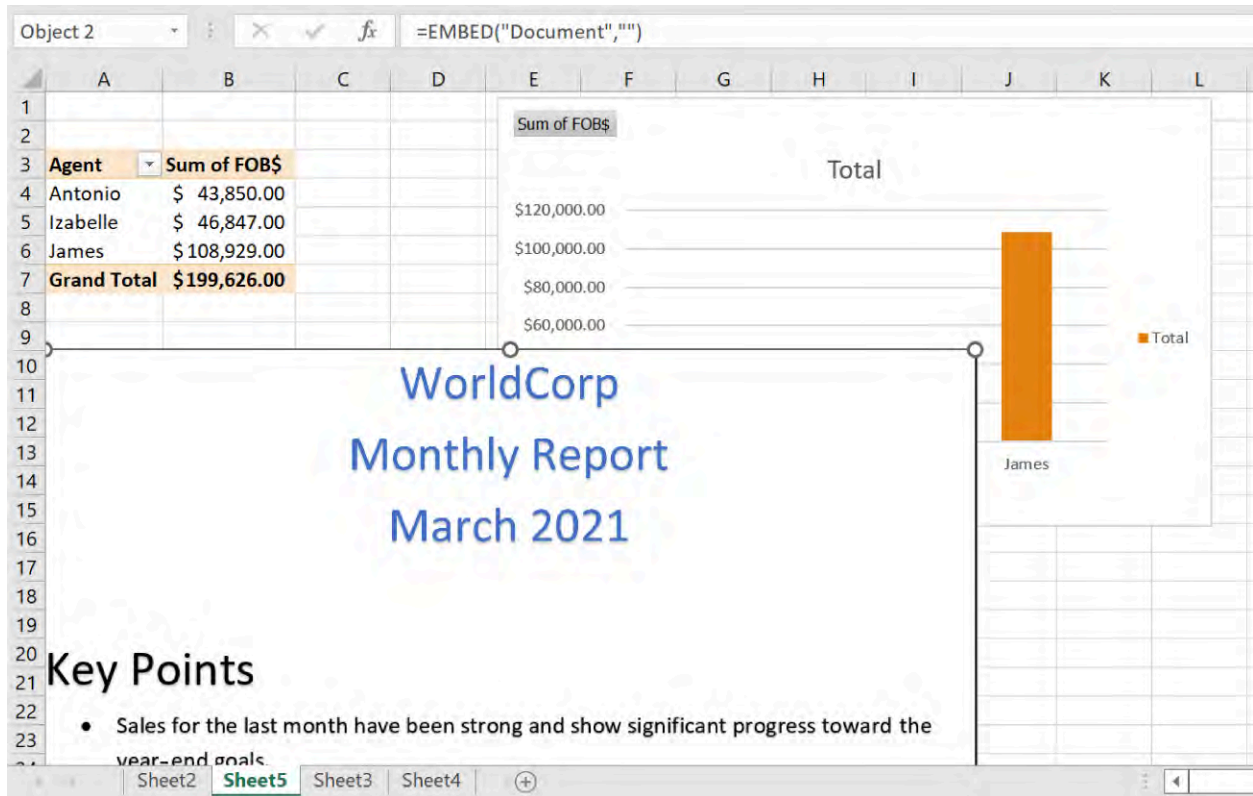 Object 2 fx =EMBED("Document","")
A B C D E F G H I J K L
1
2
3 Agent Sum of FOB$
4 Antonio $ 43,850.00
5 Izabelle $ 46,847.00
6 James $108,929.00
7 Grand Total $199,626.00
8
9
10
11
12
13
14
15
16
17
18
19
20
21
22
23
Sum of FOB$
Total
$120,000.00
$100,000.00
$80,000.00
$60,000.00
Total
James
WorldCorp
Monthly Report
March 2021
Key Points
• Sales for the last month have been strong and show significant progress toward the
year-end goals.
Sheet2 Sheet5 Sheet3 Sheet4